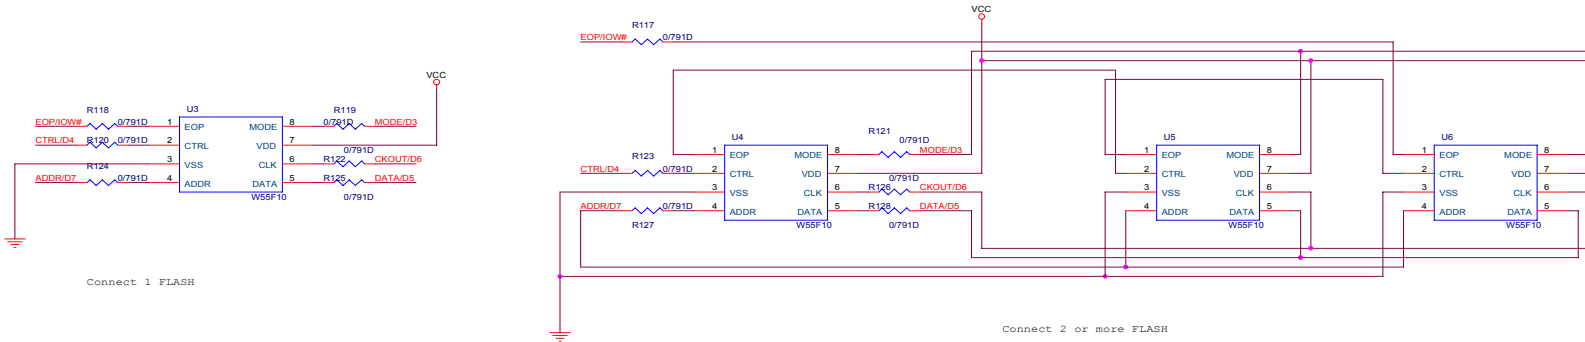 VCC
R117
EOP/IOW# 0/791D
VCC
R118 U3 R119
EOP/IOW# 0/791D 1 EOP MODE 8 0/791D MODE/D3
CTRL/D4 R120 0/791D 2 CTRL VDD 7
0/791D
3 VSS CLK 6 R122 CKOUT/D6
R124
ADDR/D7 0/791D 4 ADDR DATA 5 R125 DATA/D5
W55F10 0/791D
Connect 1 FLASH
U4 R121 U5 U6
0/791D
1 EOP MODE 8 MODE/D3 1 EOP MODE 8 1 EOP MODE 8
R123
CTRL/D4 0/791D 2 CTRL VDD 7 2 CTRL VDD 7 2 CTRL VDD 7
0/791D
3 VSS CLK 6 R126 CKOUT/D6 3 VSS CLK 6 3 VSS CLK 6
ADDR/D7 0/791D 4 ADDR DATA 5 R128 DATA/D5 4 ADDR DATA 5 4 ADDR DATA 5
R127 W55F10 0/791D W55F10 W55F10
Connect 2 or more FLASH